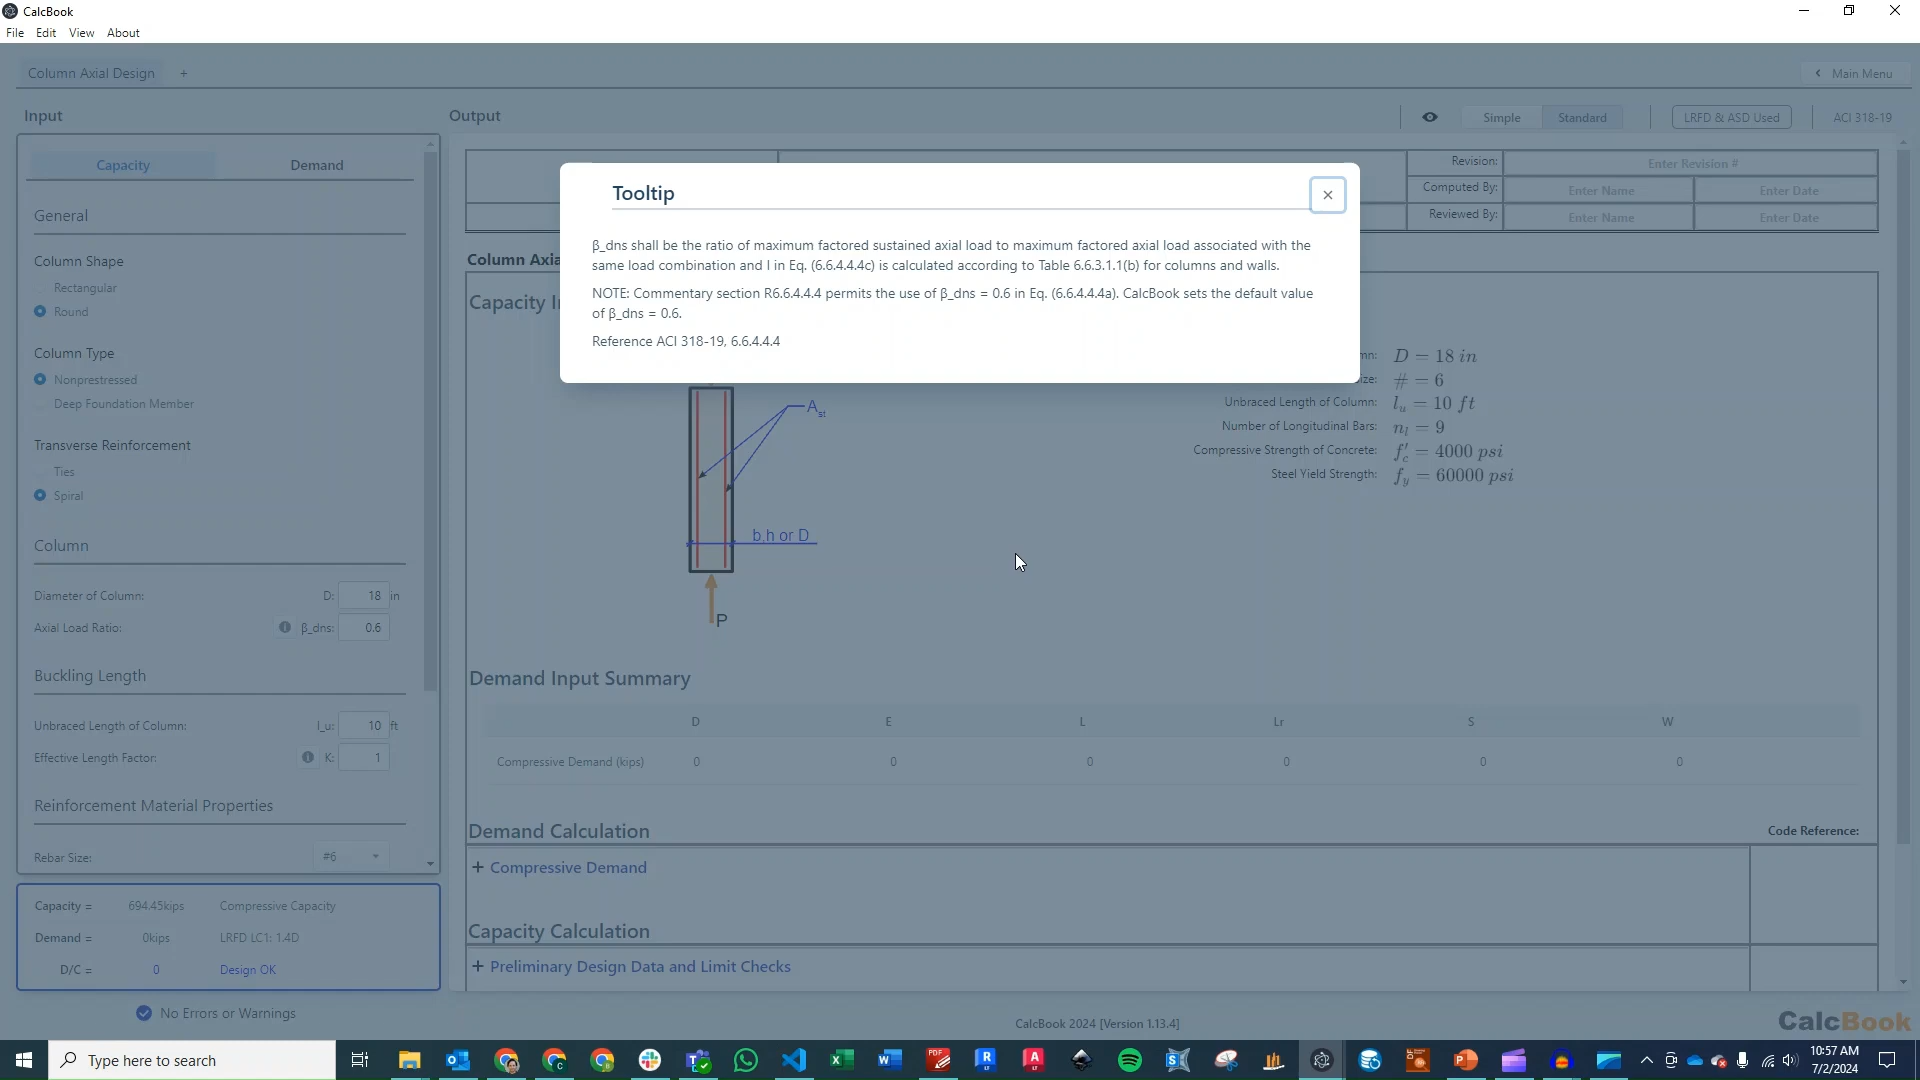 CalcBook
File Edit View About
Column Axial Design +
Main Menu
Input
Output
Simple Standard LRFD & ASD Used ACI 318-19
Capacity Demand
General
Column Shape
Rectangular
Round
Column Type
Nonprestressed
Deep Foundation Member
Transverse Reinforcement
Ties
Spiral
Column
Diameter of Column: D: 18 in
Axial Load Ratio: β_dns: 0.6
Buckling Length
Unbraced Length of Column: l_u: 10 ft
Effective Length Factor: K: 1
Reinforcement Material Properties
Rebar Size: #6
Capacity = 694.45kips Compressive Capacity
Demand = 0kips LRFD LC1: 1.4D
D/C = 0 Design OK
No Errors or Warnings
Revision: Enter Revision #
Computed By: Enter Name Enter Date
Reviewed By: Enter Name Enter Date
Tooltip
β_dns shall be the ratio of maximum factored sustained axial load to maximum factored axial load associated with the
same load combination and I in Eq. (6.6.4.4.4c) is calculated according to Table 6.6.3.1.1(b) for columns and walls.
NOTE: Commentary section R6.6.4.4.4 permits the use of β_dns = 0.6 in Eq. (6.6.4.4.4a). CalcBook sets the default value
of β_dns = 0.6.
Reference ACI 318-19, 6.6.4.4.4
Column Axia
Capacity I
D = 18 in
# = 6
Unbraced Length of Column: l_u = 10 ft
Number of Longitudinal Bars: n_l = 9
Compressive Strength of Concrete: f'_c = 4000 psi
Steel Yield Strength: f_y = 60000 psi
A_st
b,h or D
P
Demand Input Summary
D E L Lr S W
Compressive Demand (kips) 0 0 0 0 0 0
Demand Calculation Code Reference:
+ Compressive Demand
Capacity Calculation
+ Preliminary Design Data and Limit Checks
CalcBook 2024 [Version 1.13.4]
CalcBook
Type here to search
10:57 AM
7/2/2024